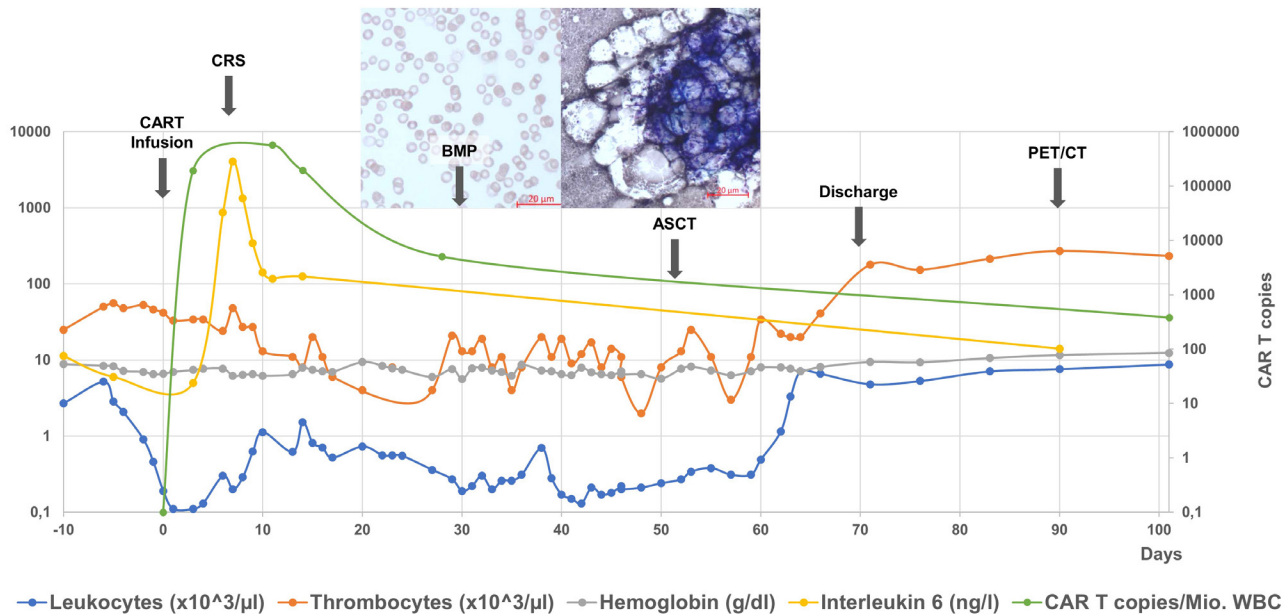 CRS
CART
Infusion
BMP
20 µm
20 µm
ASCT
Discharge
PET/CT
10000
1000
100
10
1
0,1
1000000
100000
10000
1000
100
10
1
0,1
CAR T copies
-10 0 10 20 30 40 50 60 70 80 90 100
Days
Leukocytes (x10^3/µl) Thrombocytes (x10^3/µl) Hemoglobin (g/dl) Interleukin 6 (ng/l) CAR T copies/Mio. WBC